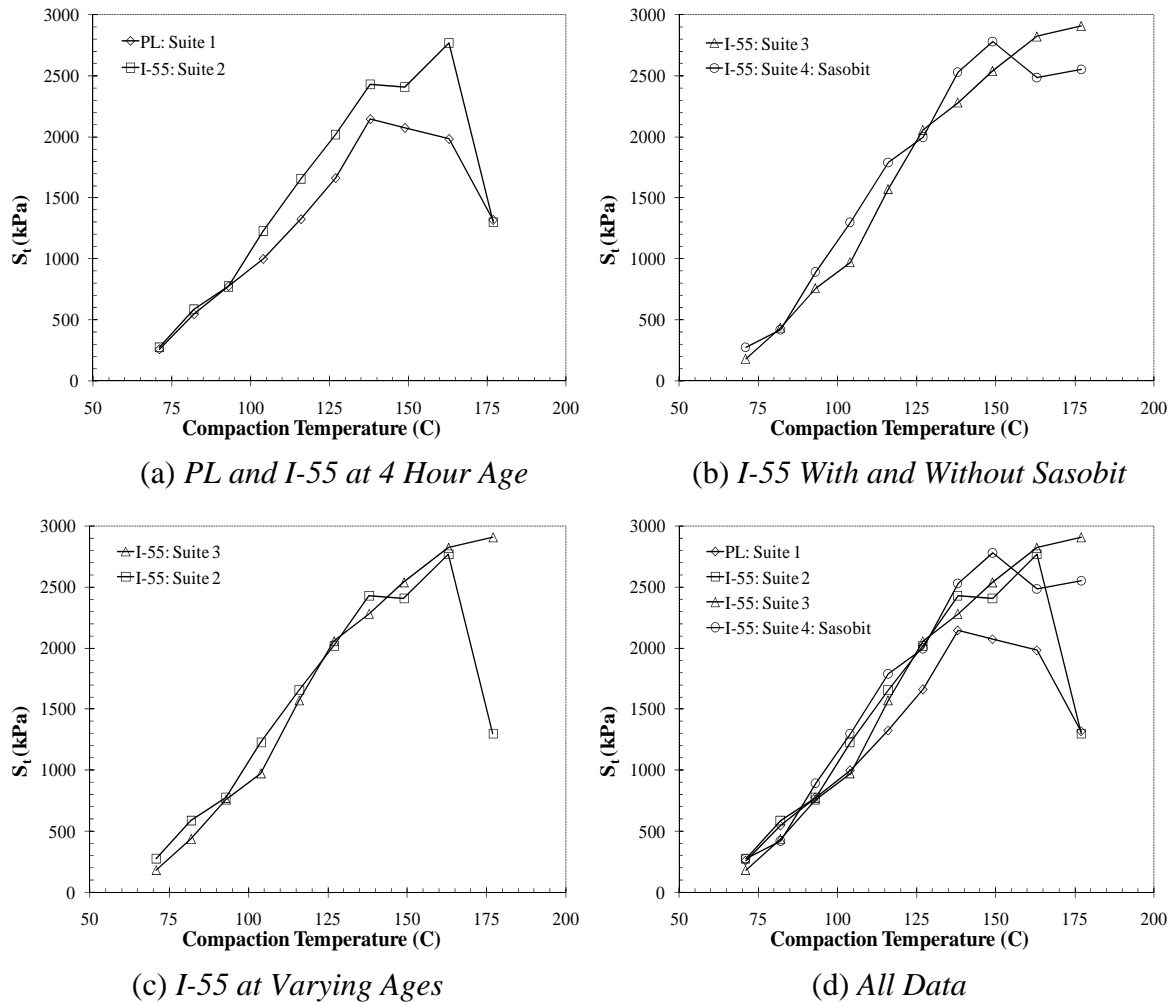 3000
2500
2000
1500
1000
500
0
S_t (kPa)
PL: Suite 1
I-55: Suite 2
50 75 100 125 150 175 200
Compaction Temperature (C)
(a) PL and I-55 at 4 Hour Age
3000
2500
2000
1500
1000
500
0
S_t (kPa)
I-55: Suite 3
I-55: Suite 4: Sasobit
50 75 100 125 150 175 200
Compaction Temperature (C)
(b) I-55 With and Without Sasobit
3000
2500
2000
1500
1000
500
0
S_t (kPa)
I-55: Suite 3
I-55: Suite 2
50 75 100 125 150 175 200
Compaction Temperature (C)
(c) I-55 at Varying Ages
3000
2500
2000
1500
1000
500
0
S_t (kPa)
PL: Suite 1
I-55: Suite 2
I-55: Suite 3
I-55: Suite 4: Sasobit
50 75 100 125 150 175 200
Compaction Temperature (C)
(d) All Data